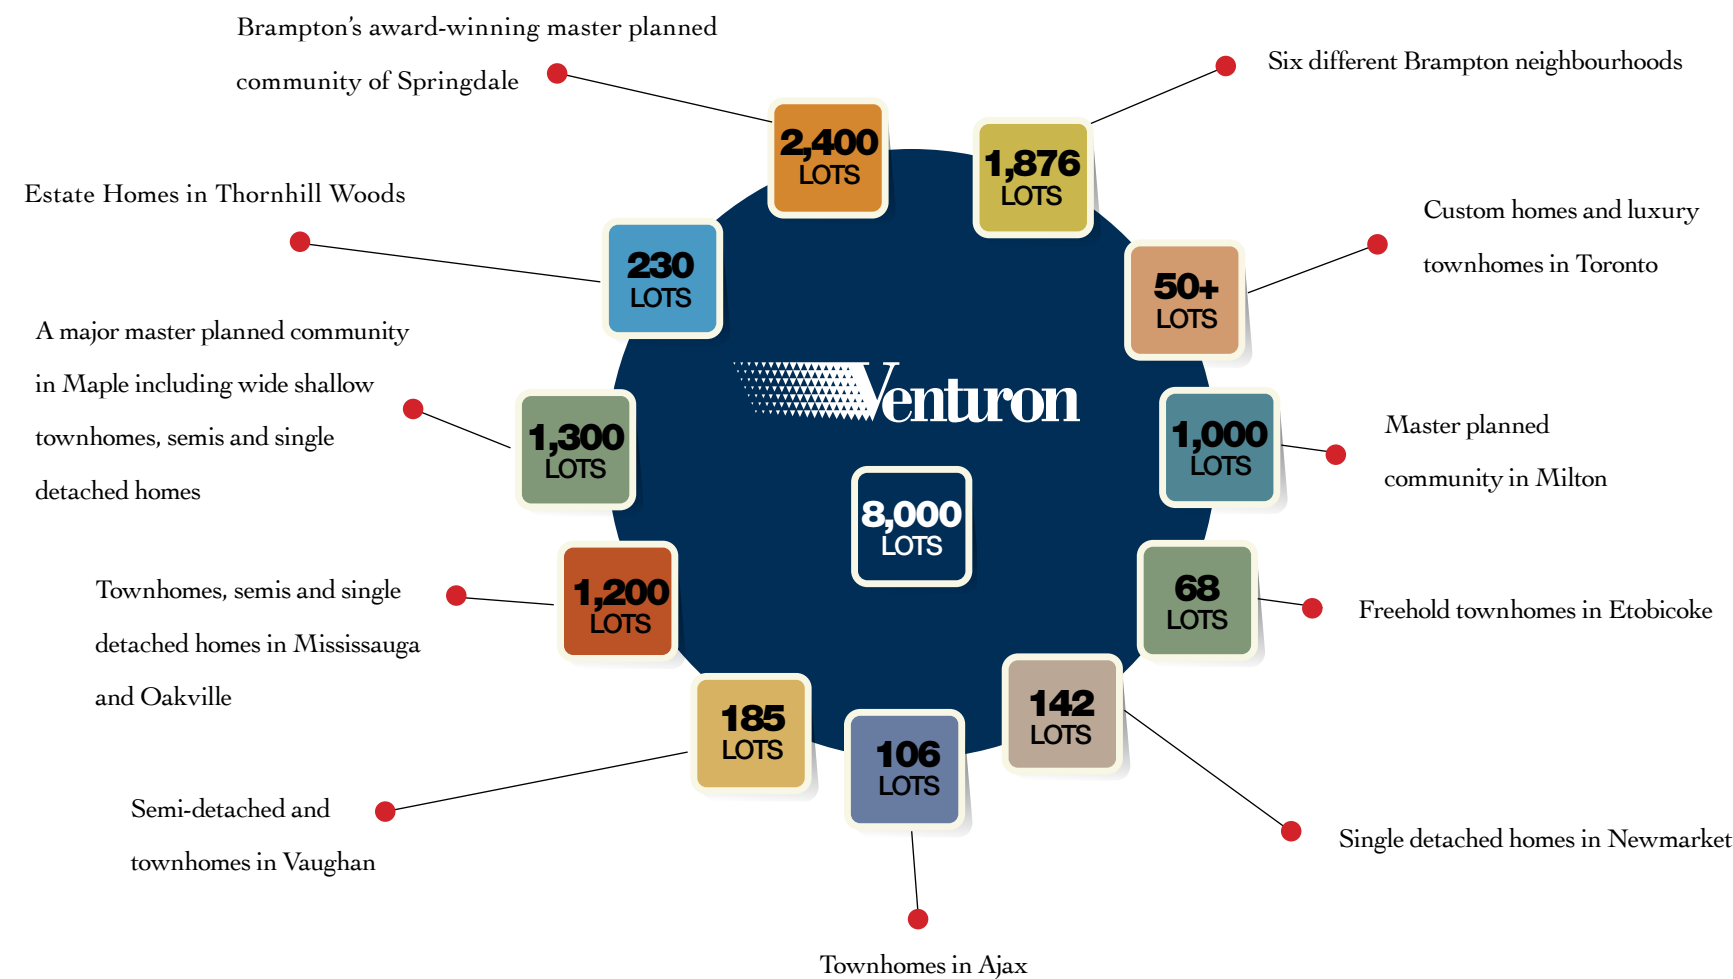 Brampton’s award-winning master planned
community of Springdale
Six different Brampton neighbourhoods
2,400
LOTS
1,876
LOTS
Estate Homes in Thornhill Woods
230
LOTS
Custom homes and luxury
townhomes in Toronto
50+
LOTS
A major master planned community
in Maple including wide shallow
townhomes, semis and single
detached homes
1,300
LOTS
Venturon
8,000
LOTS
1,000
LOTS
Master planned
community in Milton
Townhomes, semis and single
detached homes in Mississauga
and Oakville
1,200
LOTS
68
LOTS
Freehold townhomes in Etobicoke
185
LOTS
106
LOTS
142
LOTS
Semi-detached and
townhomes in Vaughan
Single detached homes in Newmarket
Townhomes in Ajax